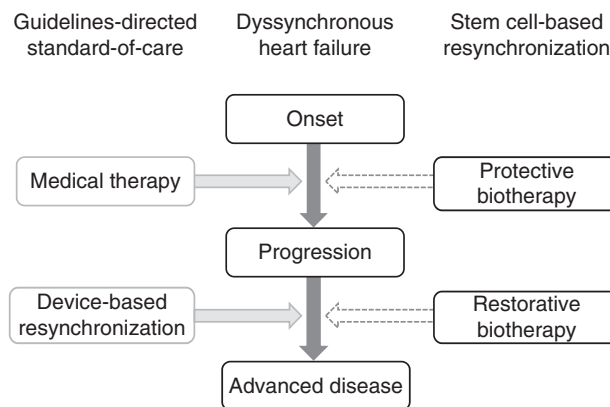 Guidelines-directed
standard-of-care
Dyssynchronous
heart failure
Stem cell-based
resynchronization
Onset
Medical therapy
Protective
biotherapy
Progression
Device-based
resynchronization
Restorative
biotherapy
Advanced disease